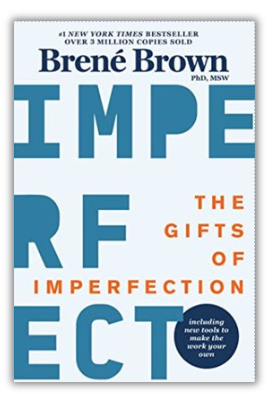 #1 NEW YORK TIMES BESTSELLER
OVER 3 MILLION COPIES SOLD
Brené Brown
PhD, MSW
IMPE
RF
ECT
THE
GIFTS
OF
IMPERFECTION
including
new tools to
make the
work your
own